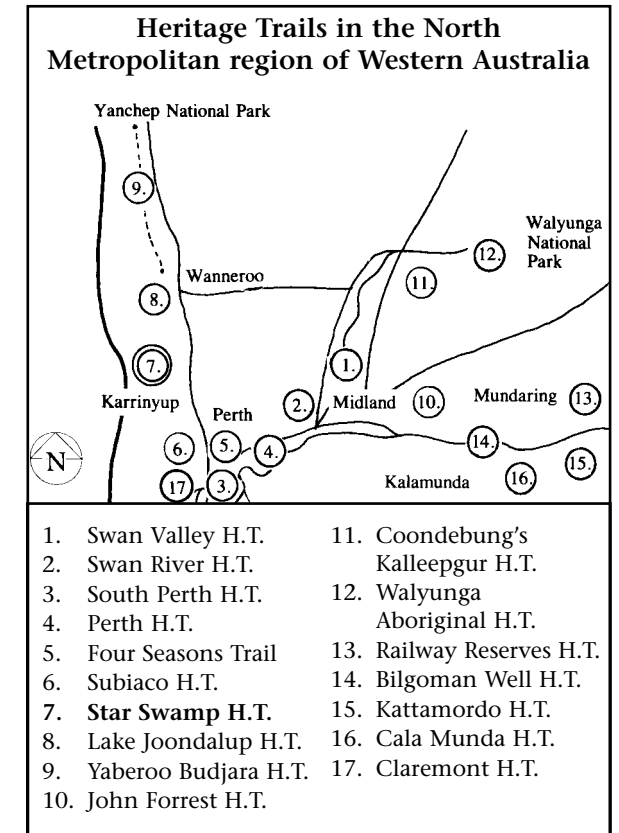 Heritage Trails in the North
Metropolitan region of Western Australia
Yanchep National Park
9.
Walyunga
National
Park
12.
Wanneroo
11.
8.
7.
1.
Karrinyup
Perth
2.
Midland
10.
Mundaring
13.
N
6.
5.
4.
14.
15.
17
3.
Kalamunda
16.
1. Swan Valley H.T.
2. Swan River H.T.
3. South Perth H.T.
4. Perth H.T.
5. Four Seasons Trail
6. Subiaco H.T.
7. Star Swamp H.T.
8. Lake Joondalup H.T.
9. Yaberoo Budjara H.T.
10. John Forrest H.T.
11. Coondebung's
Kalleepgur H.T.
12. Walyunga
Aboriginal H.T.
13. Railway Reserves H.T.
14. Bilgoman Well H.T.
15. Kattamordo H.T.
16. Cala Munda H.T.
17. Claremont H.T.